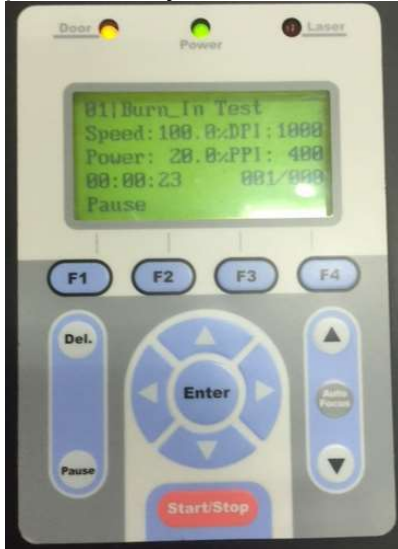 Door Power Laser
01|Burn_In Test
Speed:100.0%DPI:1000
Power: 20.0%PPI: 400
00:00:23 001/000
Pause
F1 F2 F3 F4
Del.
Enter
Auto Focus
Pause
Start/Stop